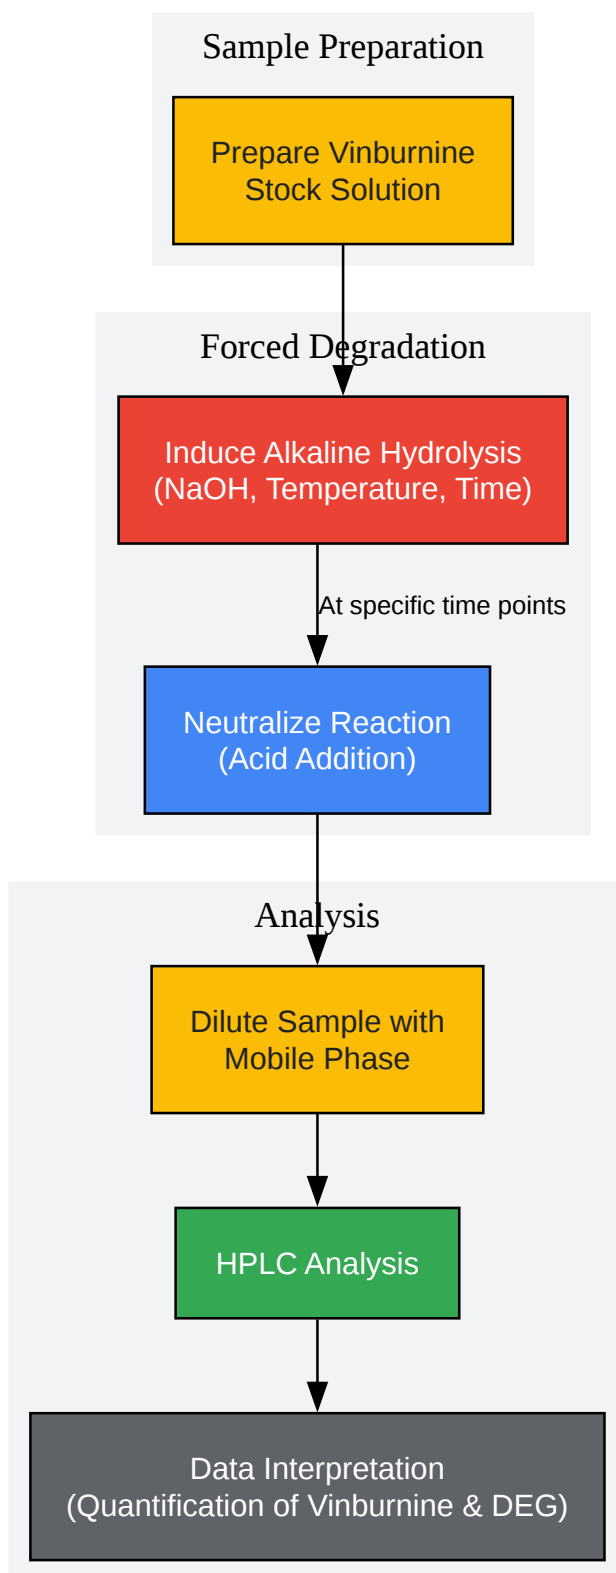 Sample Preparation
Prepare Vinburnine
Stock Solution
Forced Degradation
Induce Alkaline Hydrolysis
(NaOH, Temperature, Time)
At specific time points
Neutralize Reaction
(Acid Addition)
Analysis
Dilute Sample with
Mobile Phase
HPLC Analysis
Data Interpretation
(Quantification of Vinburnine & DEG)